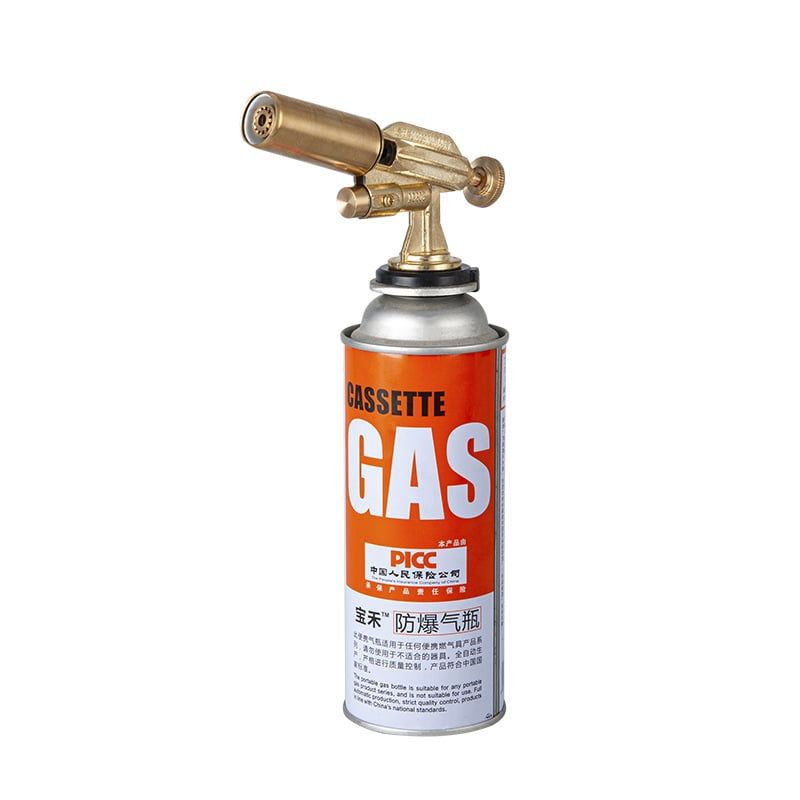 CASSETTE
GAS
本产品由
PICC
中国人民保险公司
The People's Insurance Company of China
承保产品责任保险
宝禾™ 防爆气瓶
此便携气瓶适用于任何便携燃气具产品系
列，请勿使用于不适合的器具。全自动生
产，严格进行质量控制，产品符合中国国
家标准。
The portable gas bottle is suitable for any portable
gas product series, and is not suitable for use. Full
automatic production, strict quality control, products
in line with China's national standards.